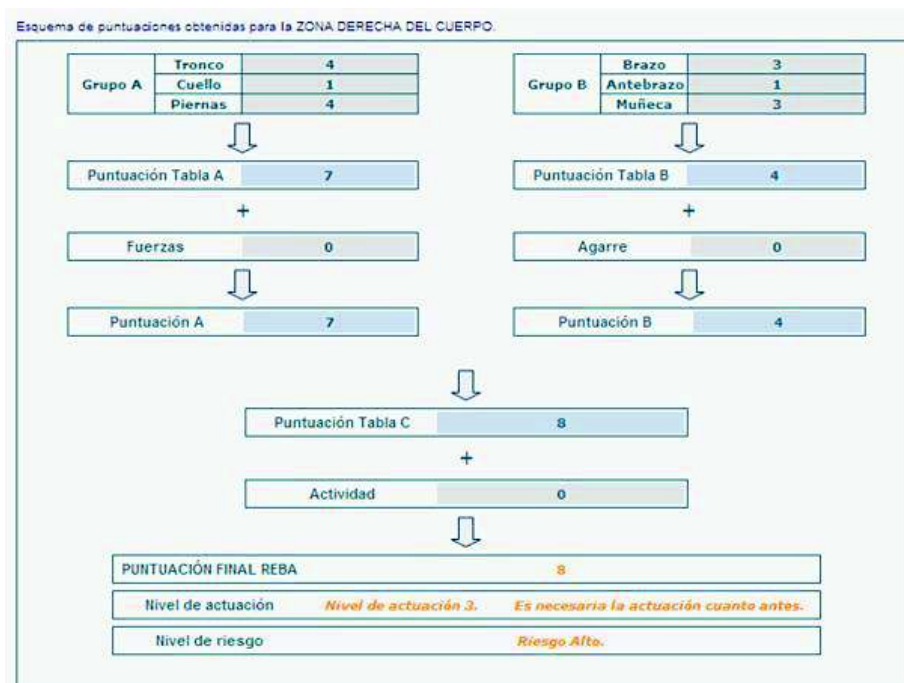 Esquema de puntuaciones obtenidas para la ZONA DERECHA DEL CUERPO.
Grupo A
Tronco 4
Cuello 1
Piernas 4
Grupo B
Brazo 3
Antebrazo 1
Muñeca 3
Puntuación Tabla A 7
Puntuación Tabla B 4
+ +
Fuerzas 0
Agarre 0
Puntuación A 7
Puntuación B 4
Puntuación Tabla C 8
+
Actividad 0
PUNTUACIÓN FINAL REBA 8
Nivel de actuación Nivel de actuación 3. Es necesaria la actuación cuanto antes.
Nivel de riesgo Riesgo Alto.